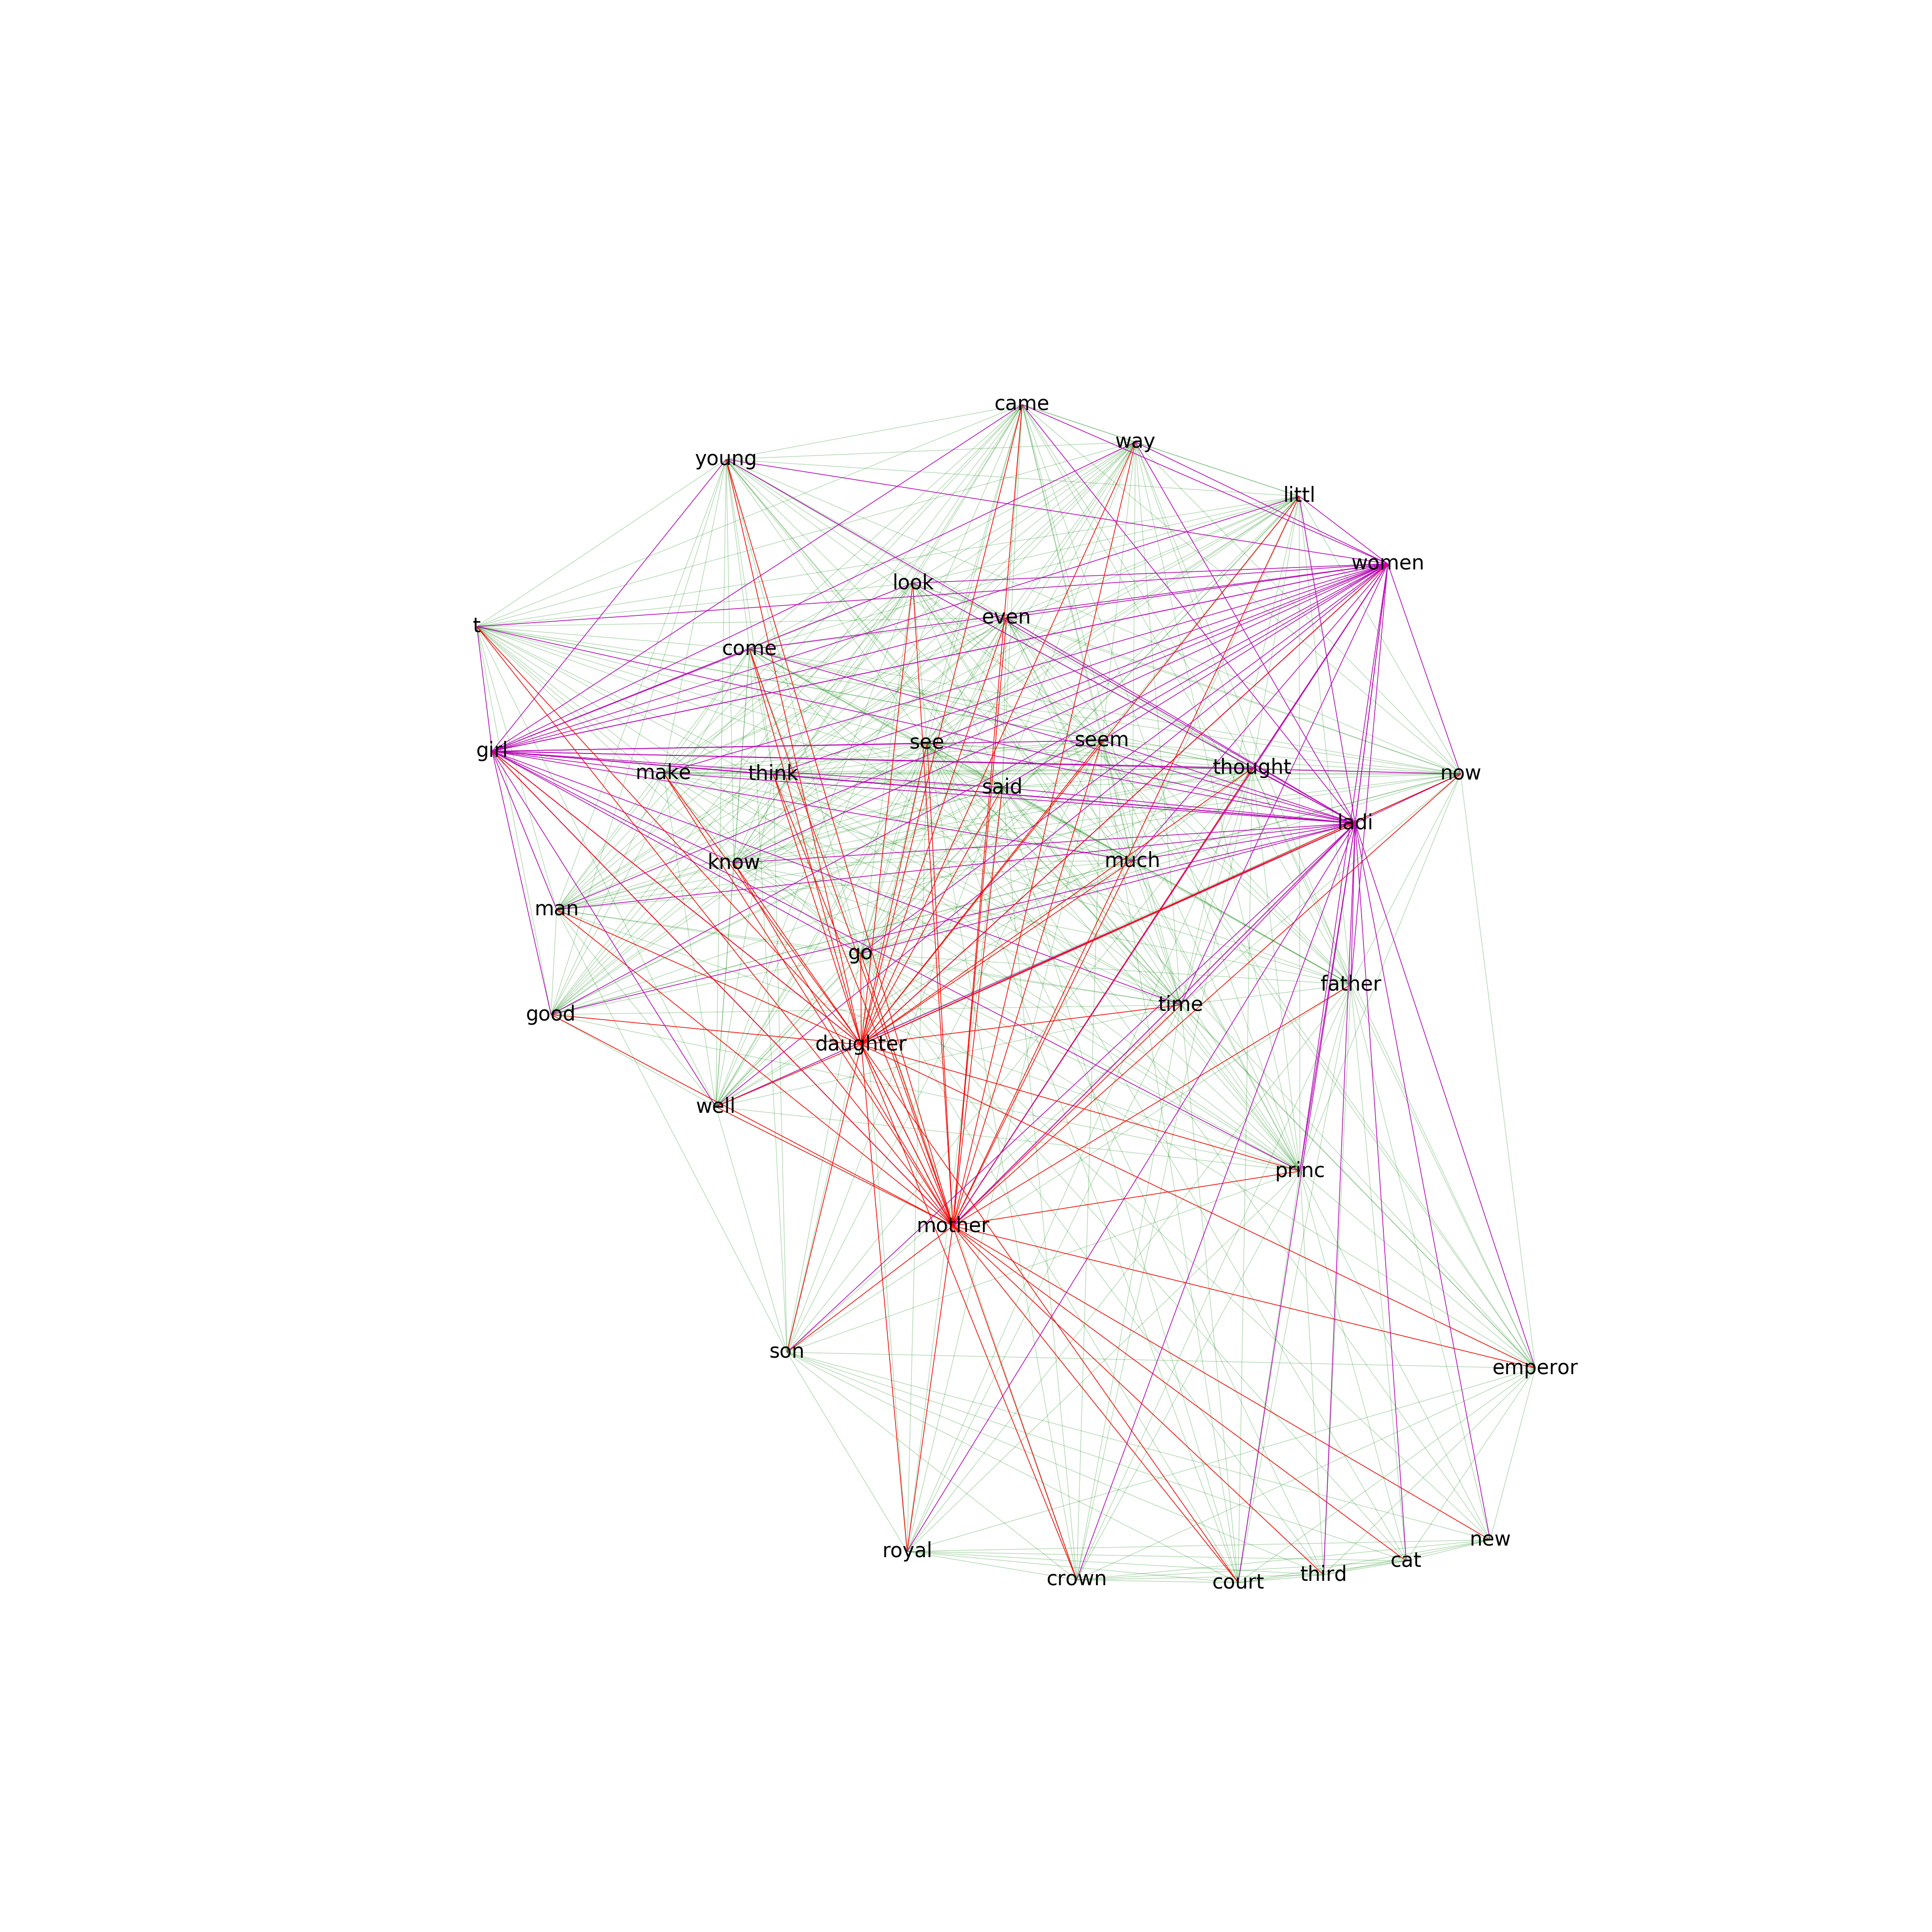 came
way
young
littl
women
look
even
t
come
see
seem
girl
make
think
thought
now
said
ladi
know
much
man
go
father
time
good
daughter
well
princ
mother
son
emperor
new
royal
cat
third
crown
court